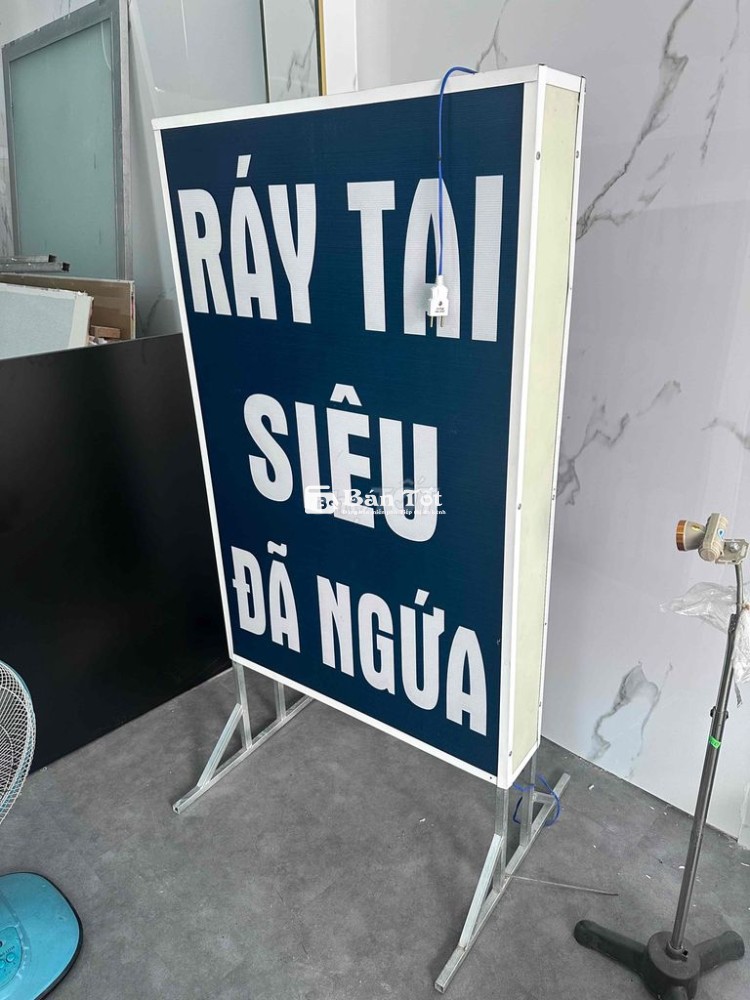 RÁY TAI
SIÊU
Bán Tốt
ĐÃ NGỨA